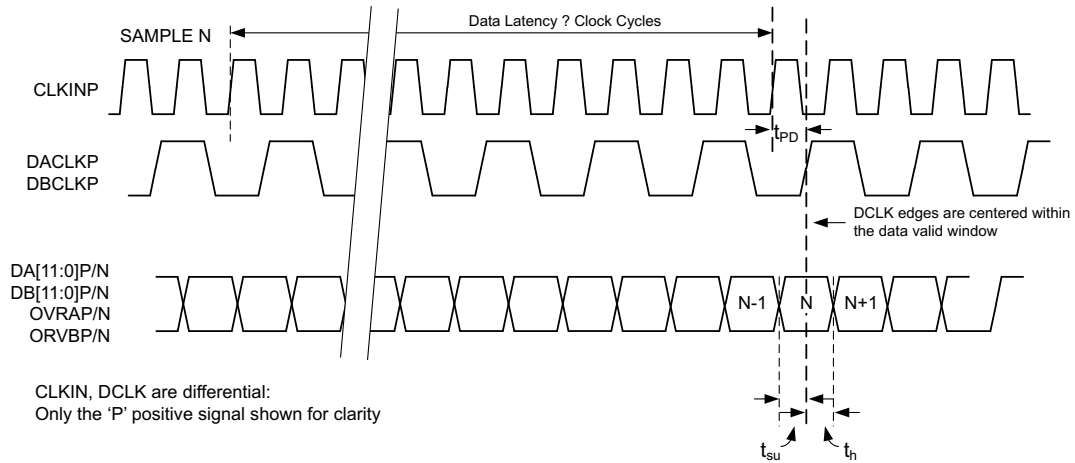 Data Latency ? Clock Cycles
SAMPLE N
CLKINP
tPD
DACLKP
DBCLKP
DCLK edges are centered within
the data valid window
DA[11:0]P/N
DB[11:0]P/N
OVRAP/N
ORVBP/N
N-1 N N+1
CLKIN, DCLK are differential:
Only the ‘P’ positive signal shown for clarity
tsu th